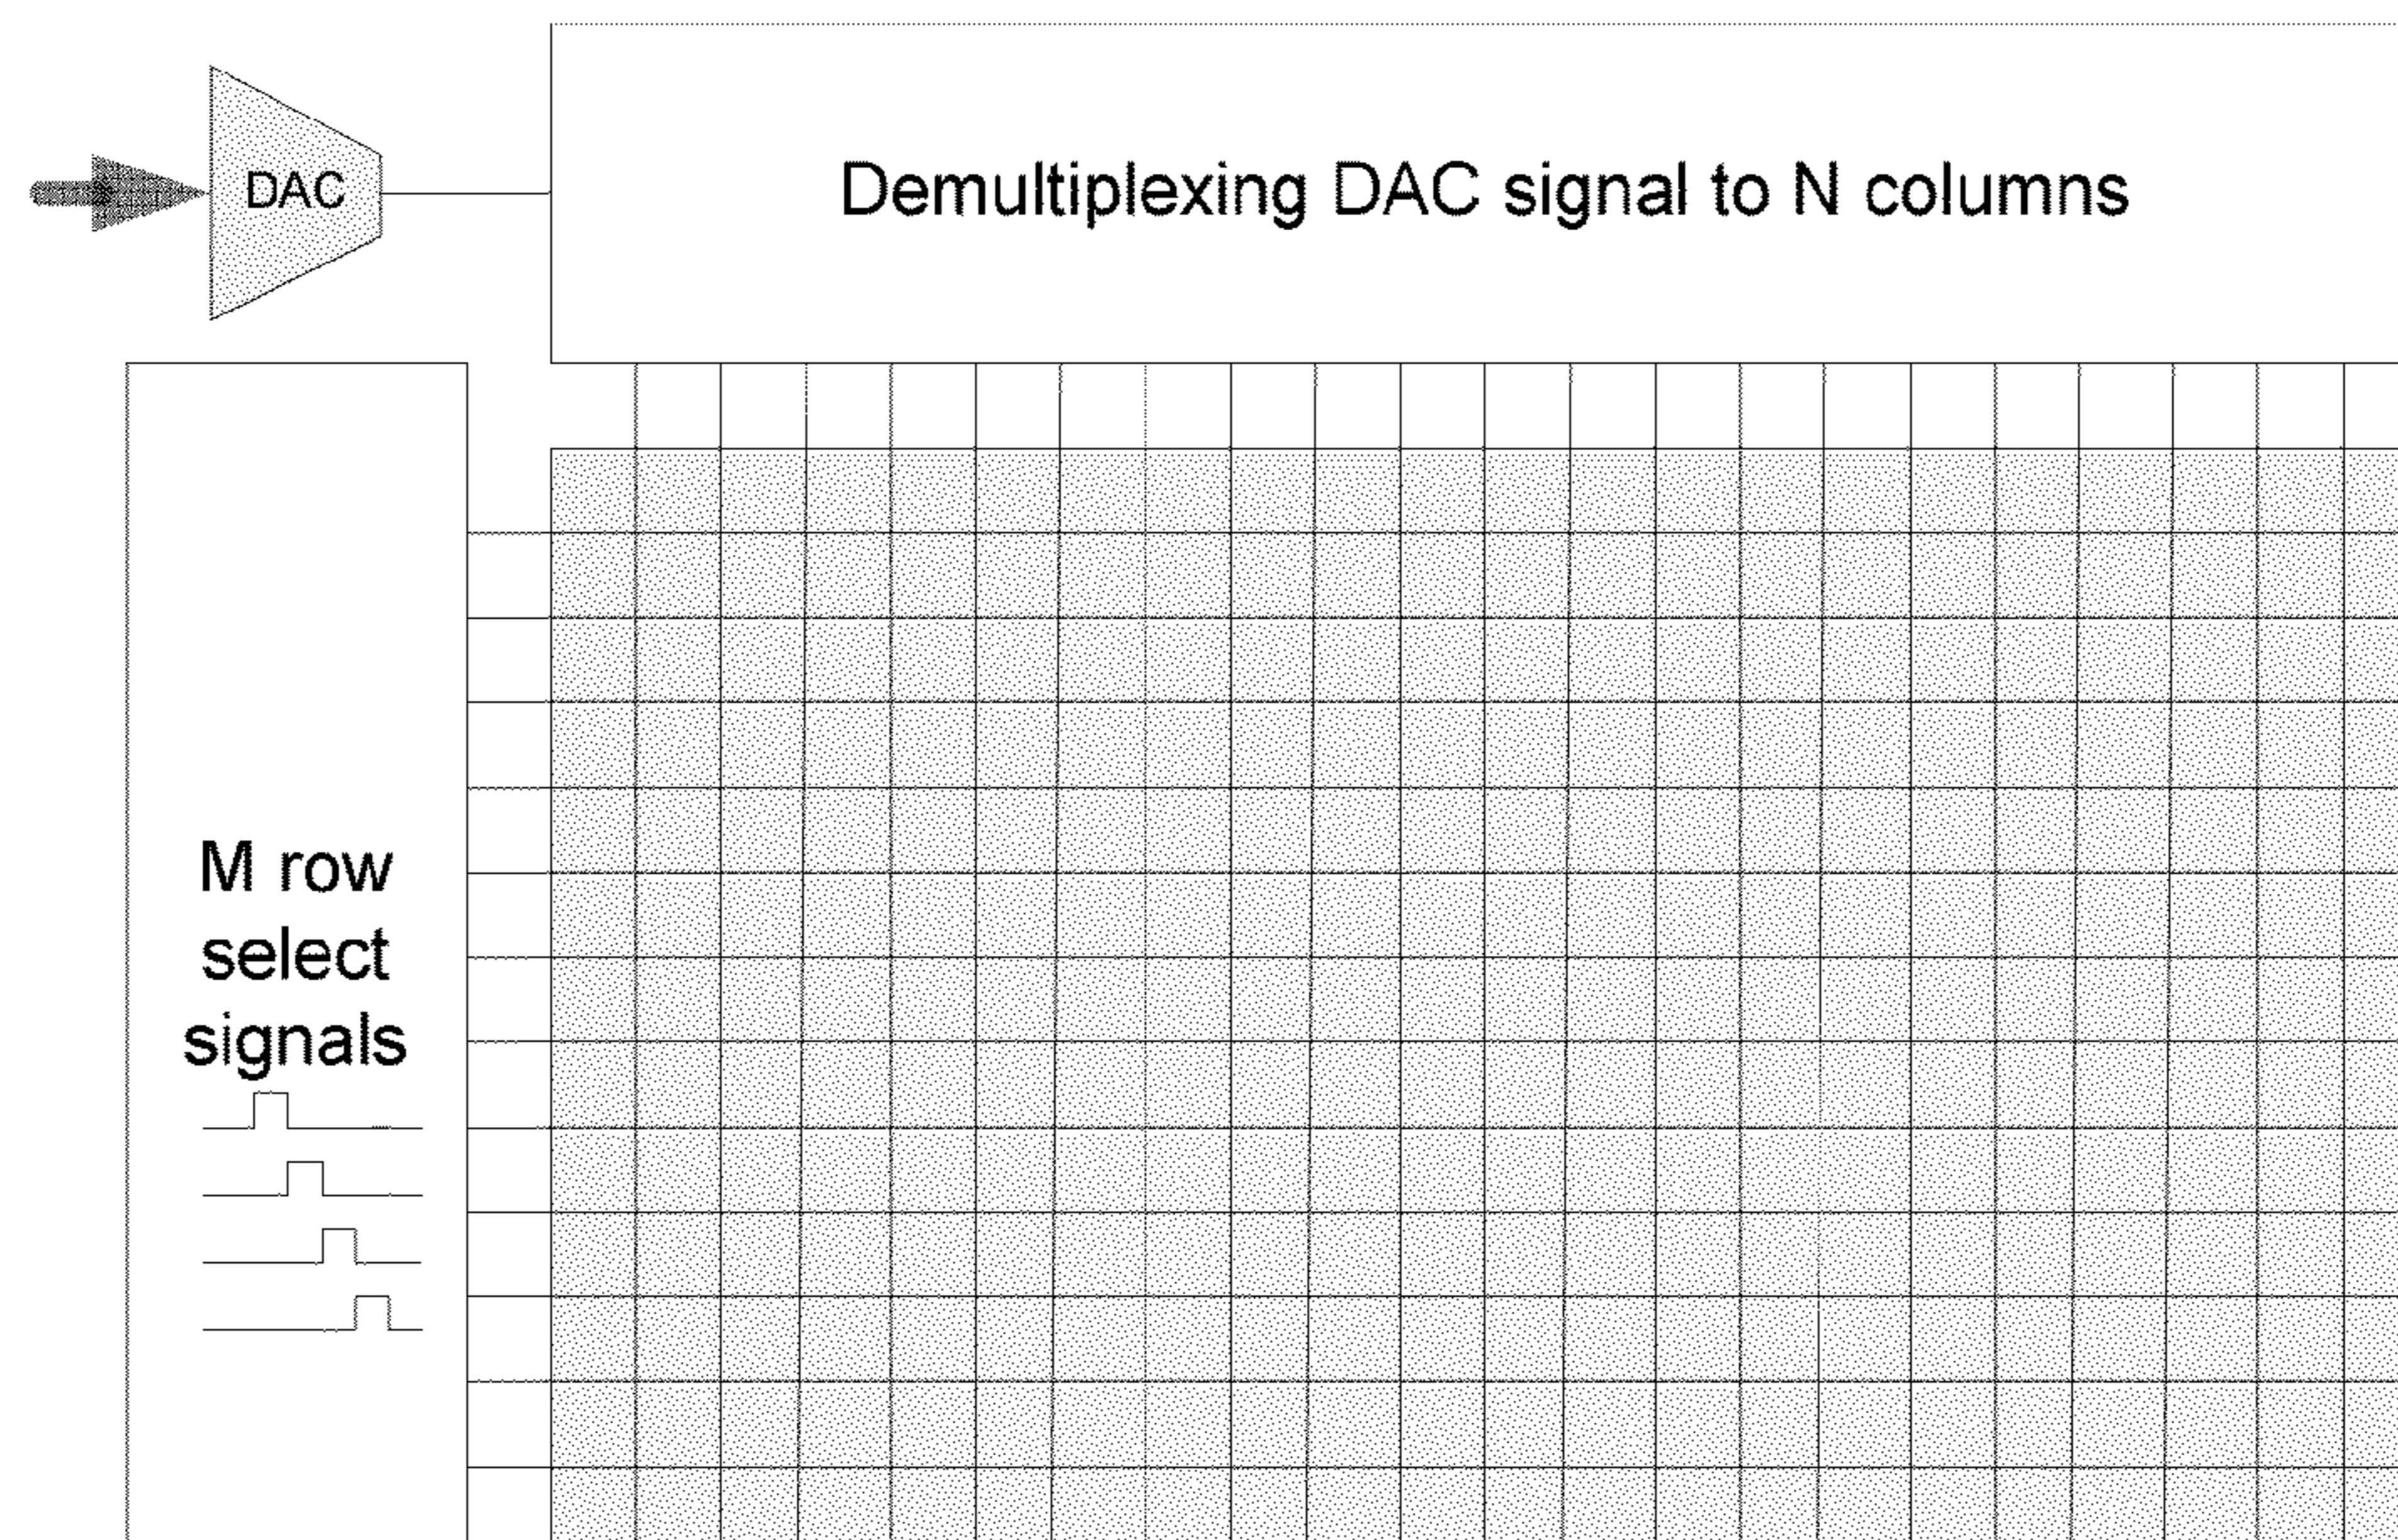 DAC
Demultiplexing DAC signal to N columns
M row
select
signals